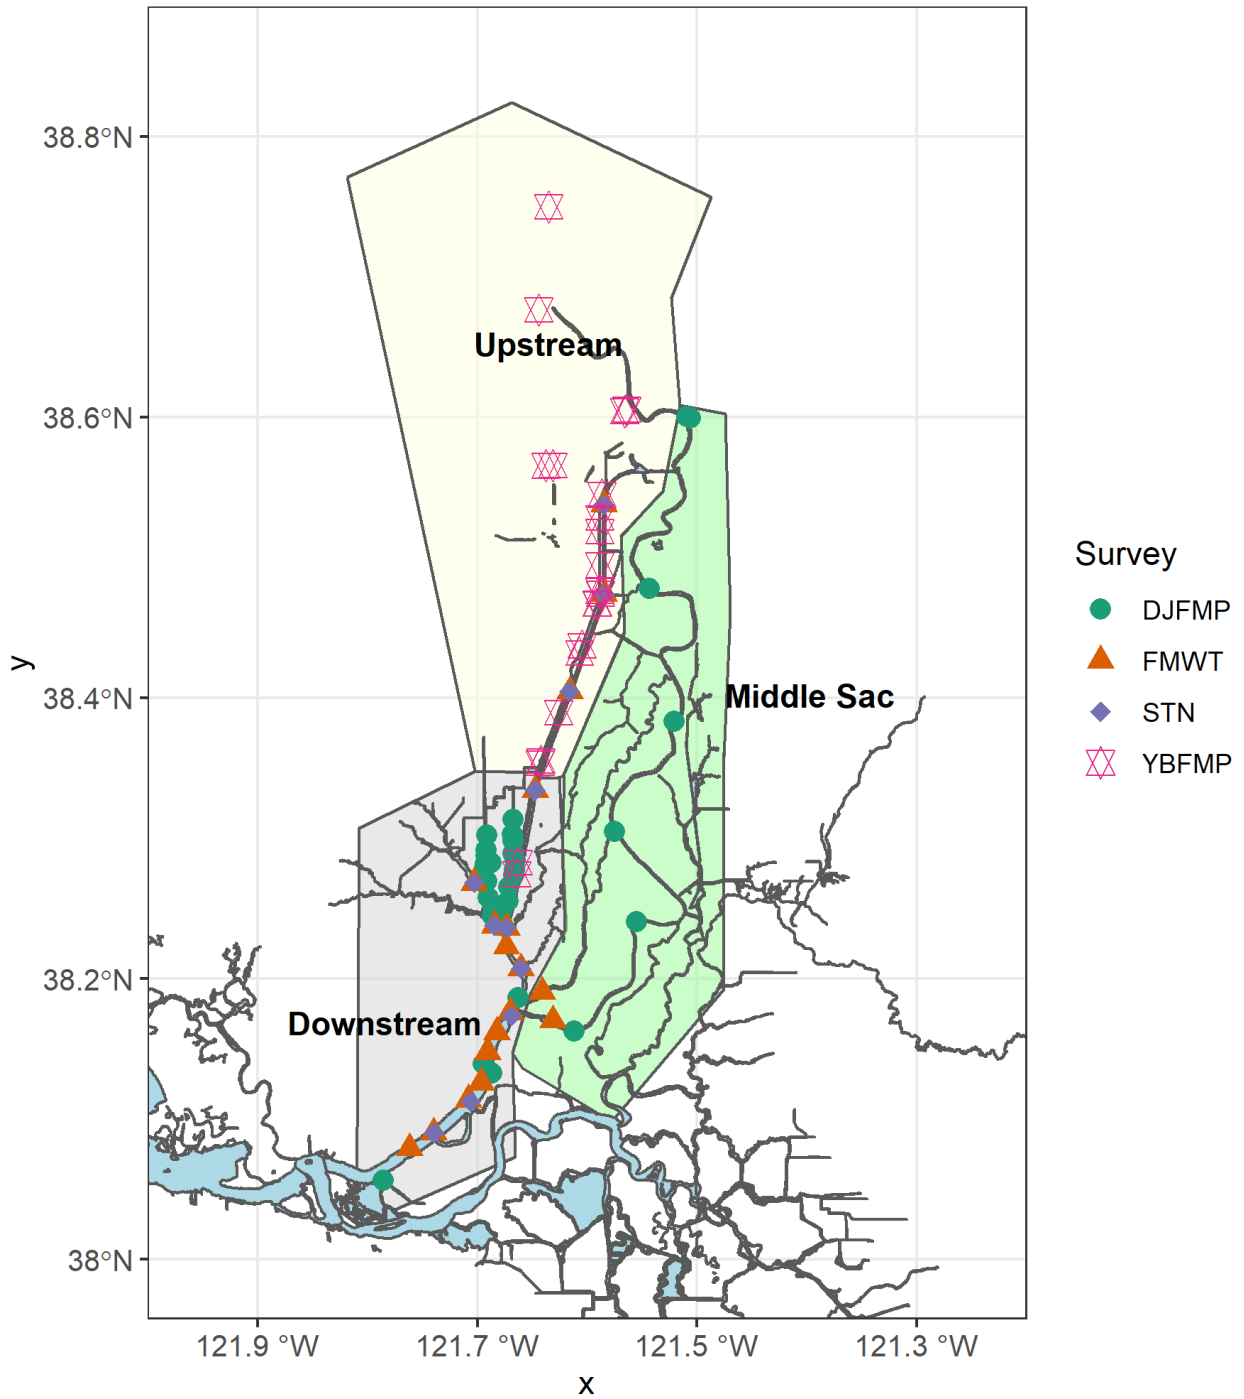 38.8°N
38.6°N
38.4°N
38.2°N
38°N
y
Upstream
Middle Sac
Downstream
121.9 °W
121.7 °W
121.5 °W
121.3 °W
x
Survey
DJFMP
FMWT
STN
YBFMP